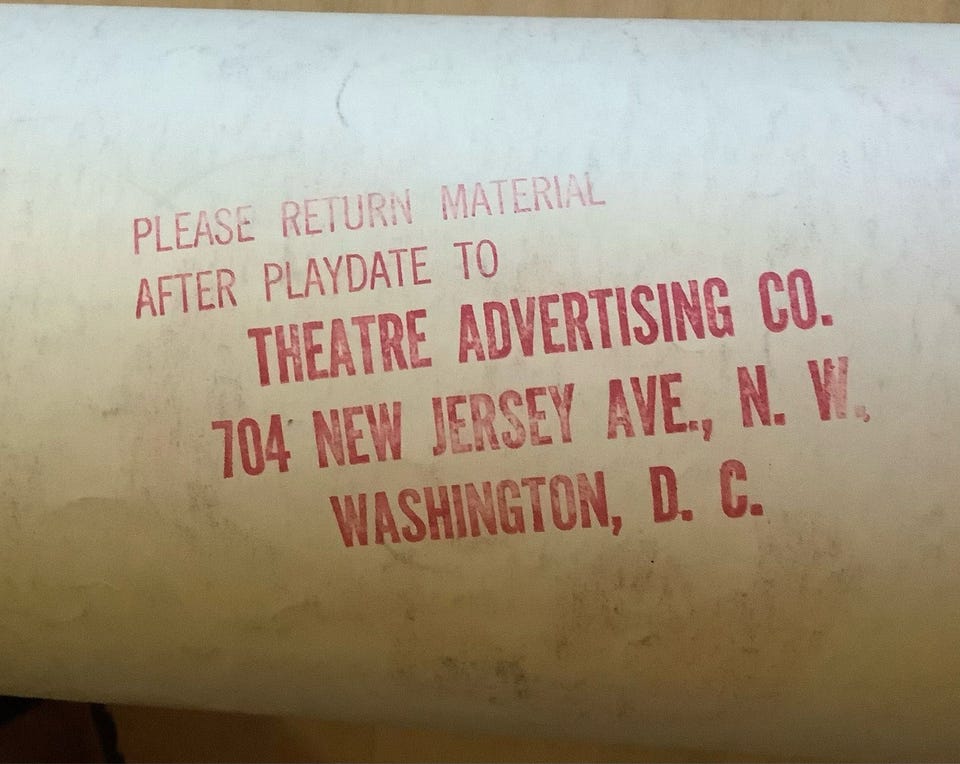 PLEASE RETURN MATERIAL
AFTER PLAYDATE TO
THEATRE ADVERTISING CO.
704 NEW JERSEY AVE., N. W.,
WASHINGTON, D. C.